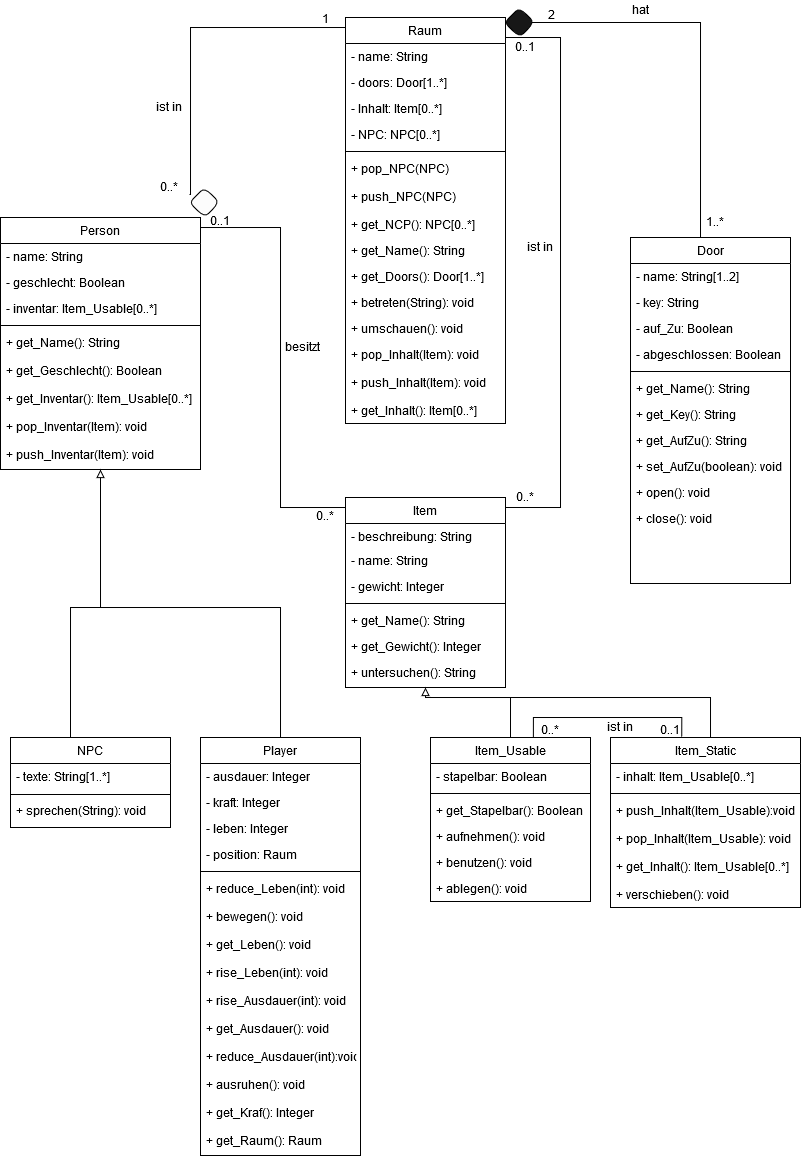 1
Raum
2
hat
0..1
- name: String
- doors: Door[1..*]
- Inhalt: Item[0..*]
- NPC: NPC[0..*]
+ pop_NPC(NPC)
+ push_NPC(NPC)
+ get_NCP(): NPC[0..*]
+ get_Name(): String
+ get_Doors(): Door[1..*]
+ betreten(String): void
+ umschauen(): void
+ pop_Inhalt(Item): void
+ push_Inhalt(Item): void
+ get_Inhalt(): Item[0..*]
ist in
0..*
0..1
Person
- name: String
- geschlecht: Boolean
- inventar: Item_Usable[0..*]
+ get_Name(): String
+ get_Geschlecht(): Boolean
+ get_Inventar(): Item_Usable[0..*]
+ pop_Inventar(Item): void
+ push_Inventar(Item): void
besitzt
ist in
1..*
Door
- name: String[1..2]
- key: String
- auf_Zu: Boolean
- abgeschlossen: Boolean
+ get_Name(): String
+ get_Key(): String
+ get_AufZu(): String
+ set_AufZu(boolean): void
+ open(): void
+ close(): void
0..*
0..*
Item
- beschreibung: String
- name: String
- gewicht: Integer
+ get_Name(): String
+ get_Gewicht(): Integer
+ untersuchen(): String
NPC
- texte: String[1..*]
+ sprechen(String): void
Player
- ausdauer: Integer
- kraft: Integer
- leben: Integer
- position: Raum
+ reduce_Leben(int): void
+ bewegen(): void
+ get_Leben(): void
+ rise_Leben(int): void
+ rise_Ausdauer(int): void
+ get_Ausdauer(): void
+ reduce_Ausdauer(int):void
+ ausruhen(): void
+ get_Kraf(): Integer
+ get_Raum(): Raum
0..*
ist in
0..1
Item_Usable
- stapelbar: Boolean
+ get_Stapelbar(): Boolean
+ aufnehmen(): void
+ benutzen(): void
+ ablegen(): void
Item_Static
- inhalt: Item_Usable[0..*]
+ push_Inhalt(Item_Usable):void
+ pop_Inhalt(Item_Usable): void
+ get_Inhalt(): Item_Usable[0..*]
+ verschieben(): void